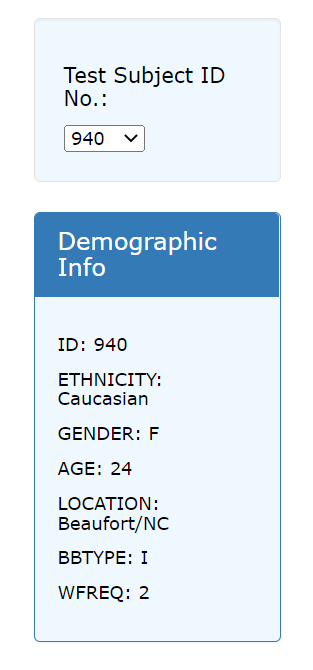 Test Subject ID
No.:
940
Demographic
Info
ID: 940
ETHNICITY:
Caucasian
GENDER: F
AGE: 24
LOCATION:
Beaufort/NC
BBTYPE: I
WFREQ: 2